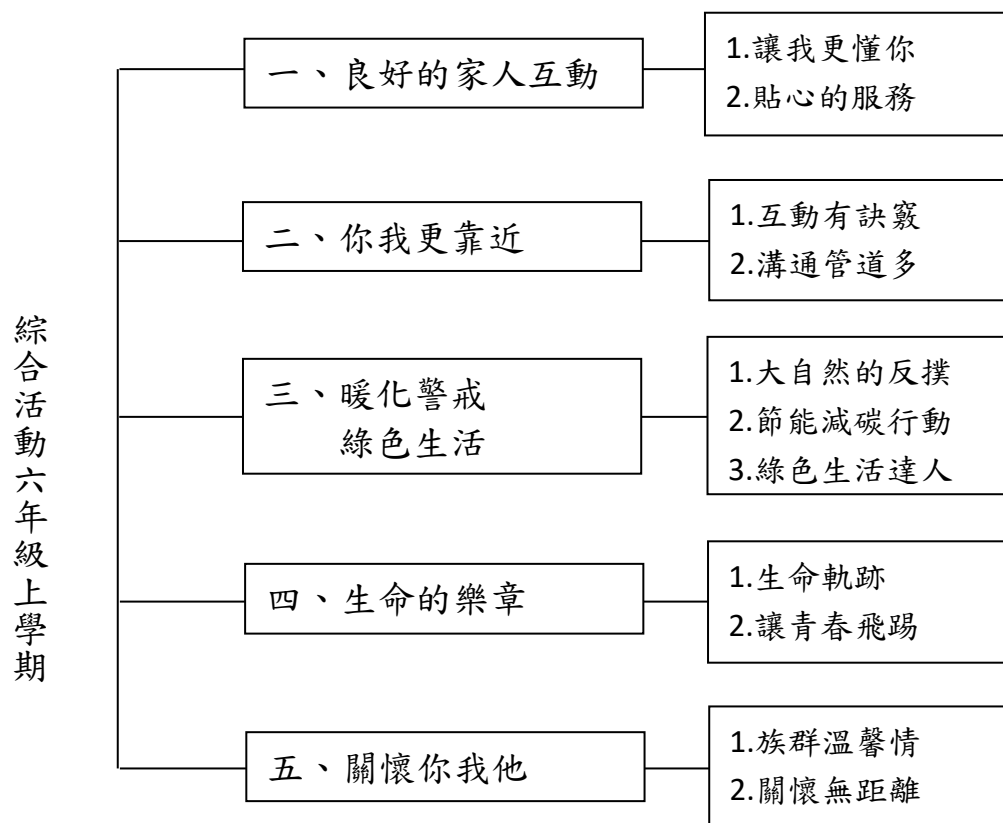 綜合活動六年級上學期
一、良好的家人互動
1.讓我更懂你
2.貼心的服務
二、你我更靠近
1.互動有訣竅
2.溝通管道多
三、暖化警戒
綠色生活
1.大自然的反撲
2.節能減碳行動
3.綠色生活達人
四、生命的樂章
1.生命軌跡
2.讓青春飛踢
五、關懷你我他
1.族群溫馨情
2.關懷無距離